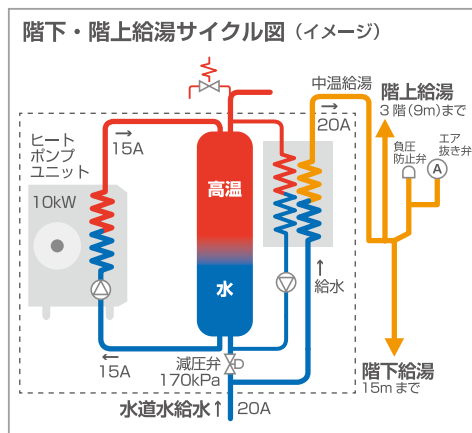 階下・階上給湯サイクル図（イメージ）
中温給湯
→
20A
階上給湯
3階（9m）まで
負圧
防止弁
エア
抜き弁
A
ヒート
ポンプ
ユニット
→
15A
10kW
高温
水
↑
給水
←
15A
減圧弁
170kPa
階下給湯
15mまで
水道水給水↑
20A